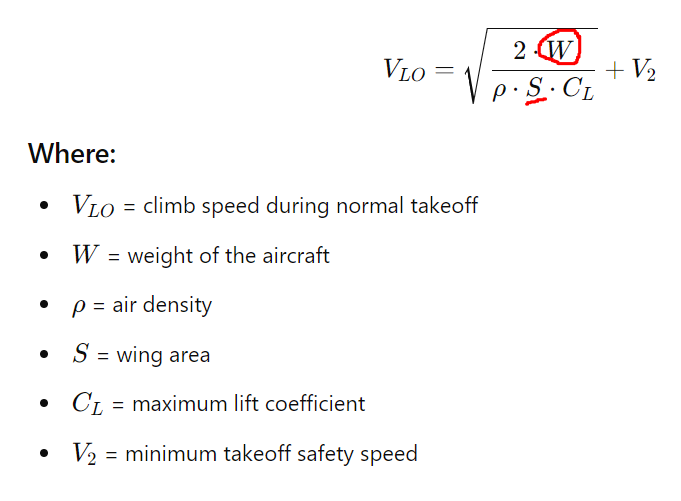 V_{LO} = \sqrt{\frac{2 \cdot W}{\rho \cdot S \cdot C_L}} + V_2
Where:
• V_{LO} = climb speed during normal takeoff
• W = weight of the aircraft
• ρ = air density
• S = wing area
• C_L = maximum lift coefficient
• V_2 = minimum takeoff safety speed